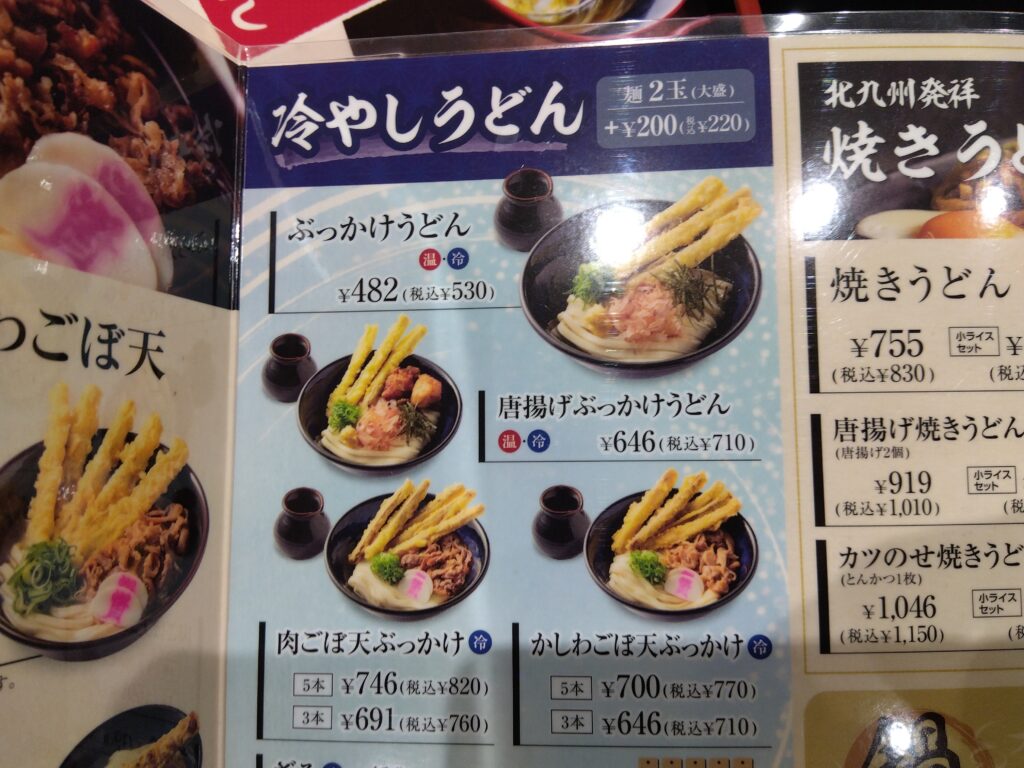 わごぼ天
冷やしうどん
麺2玉(大盛)
+¥200(税込¥220)
ぶっかけうどん
温・冷
¥482(税込¥530)
唐揚げぶっかけうどん
温・冷
¥646(税込¥710)
肉ごぼ天ぶっかけ 冷
5本 ¥746(税込¥820)
3本 ¥691(税込¥760)
かしわごぼ天ぶっかけ 冷
5本 ¥700(税込¥770)
3本 ¥646(税込¥710)
北九州発祥
焼きう
焼きうどん
¥755
小ライス
セット
¥
(税込¥830)
(税
唐揚げ焼きうどん
(唐揚げ2個)
¥919
小ライス
セット
(税込¥1,010)
(税
カツのせ焼きうど
(とんかつ1枚)
¥1,046
小ライス
セット
(税込¥1,150)
す。